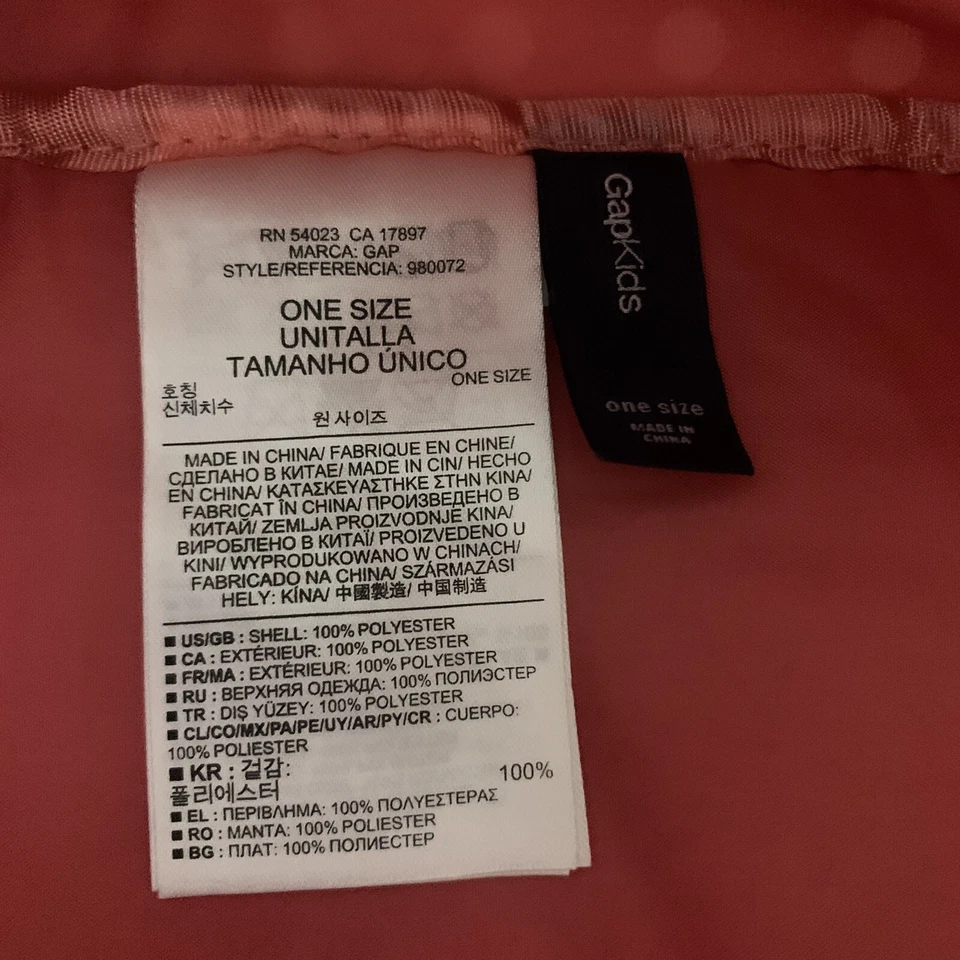 RN 54023 CA 17897
MARCA: GAP
STYLE/REFERENCIA: 980072
ONE SIZE
UNITALLA
TAMANHO ÚNICO
호칭
신체치수
ONE SIZE
원 사이즈
MADE IN CHINA/ FABRIQUE EN CHINE/
СДЕЛАНО В КИТАЕ/ MADE IN CIN/ HECHO
EN CHINA/ ΚΑΤΑΣΚΕΥΑΣΤΗΚΕ ΣΤΗΝ ΚΙΝΑ/
FABRICAT ÎN CHINA/ ПРОИЗВЕДЕНО В
КИТАЙ/ ZEMLJA PROIZVODNJE KINA/
ВИРОБЛЕНО В КИТАЇ/ PROIZVEDENO U
KINI/ WYPRODUKOWANO W CHINACH/
FABRICADO NA CHINA/ SZÁRMAZÁSI
HELY: KÍNA/ 中國製造/ 中国制造
■ US/GB : SHELL: 100% POLYESTER
■ CA : EXTÉRIEUR: 100% POLYESTER
■ FR/MA : EXTÉRIEUR: 100% POLYESTER
■ RU : ВЕРХНЯЯ ОДЕЖДА: 100% ПОЛИЭСТЕР
■ TR : DIŞ YÜZEY: 100% POLYESTER
■ CL/CO/MX/PA/PE/UY/AR/PY/CR : CUERPO:
100% POLIESTER
■ KR : 겉감: 100%
폴리에스터
■ EL : ΠΕΡΙΒΛΗΜΑ: 100% ΠΟΛΥΕΣΤΕΡΑΣ
■ RO : MANTA: 100% POLIESTER
■ BG : ПЛАТ: 100% ПОЛИЕСТЕР
GapKids
one size
MADE IN
CHINA